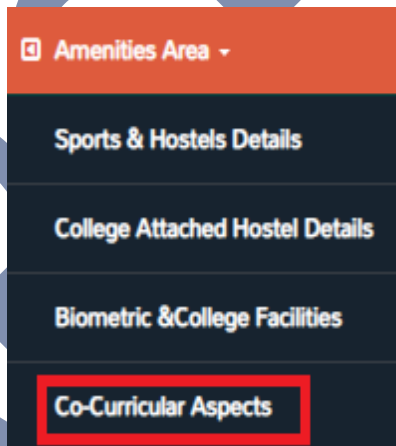 Amenities Area
Sports & Hostels Details
College Attached Hostel Details
Biometric &College Facilities
Co-Curricular Aspects